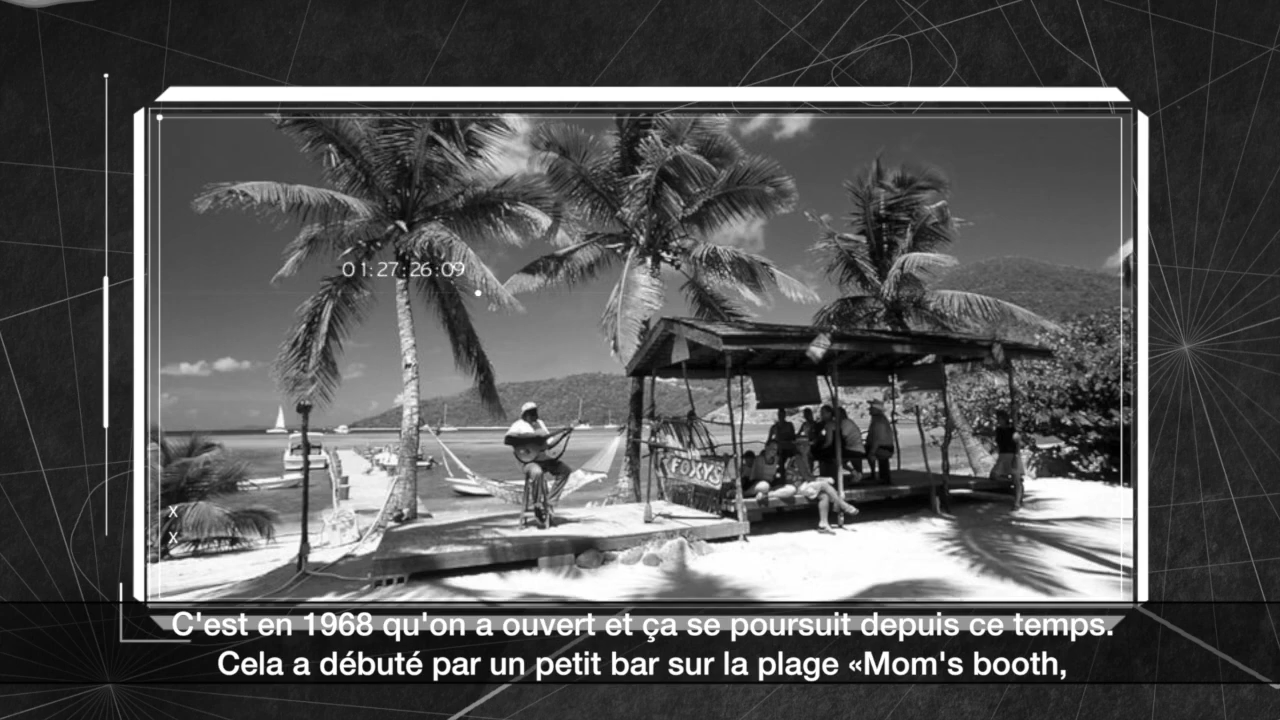 01:27:26:09
FOXY'S
X
X
C'est en 1968 qu'on a ouvert et ça se poursuit depuis ce temps.
Cela a débuté par un petit bar sur la plage «Mom's booth,